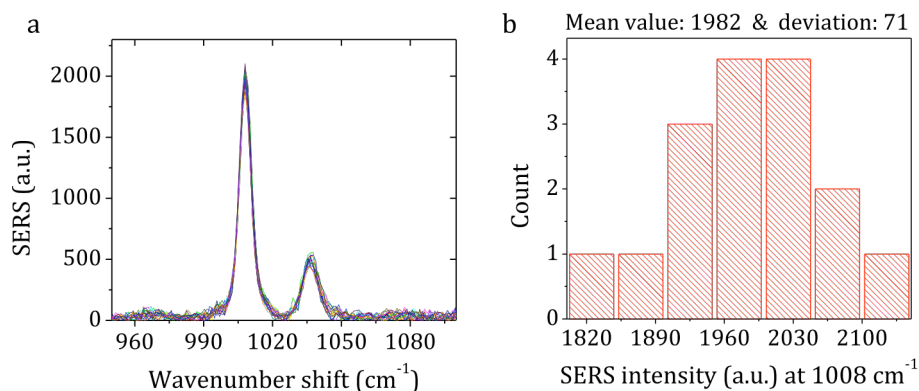 a
SERS (a.u.)
2000
1500
1000
500
0
960 990 1020 1050 1080
Wavenumber shift (cm⁻¹)
b
Mean value: 1982 & deviation: 71
Count
4
3
2
1
0
1820 1890 1960 2030 2100
SERS intensity (a.u.) at 1008 cm⁻¹